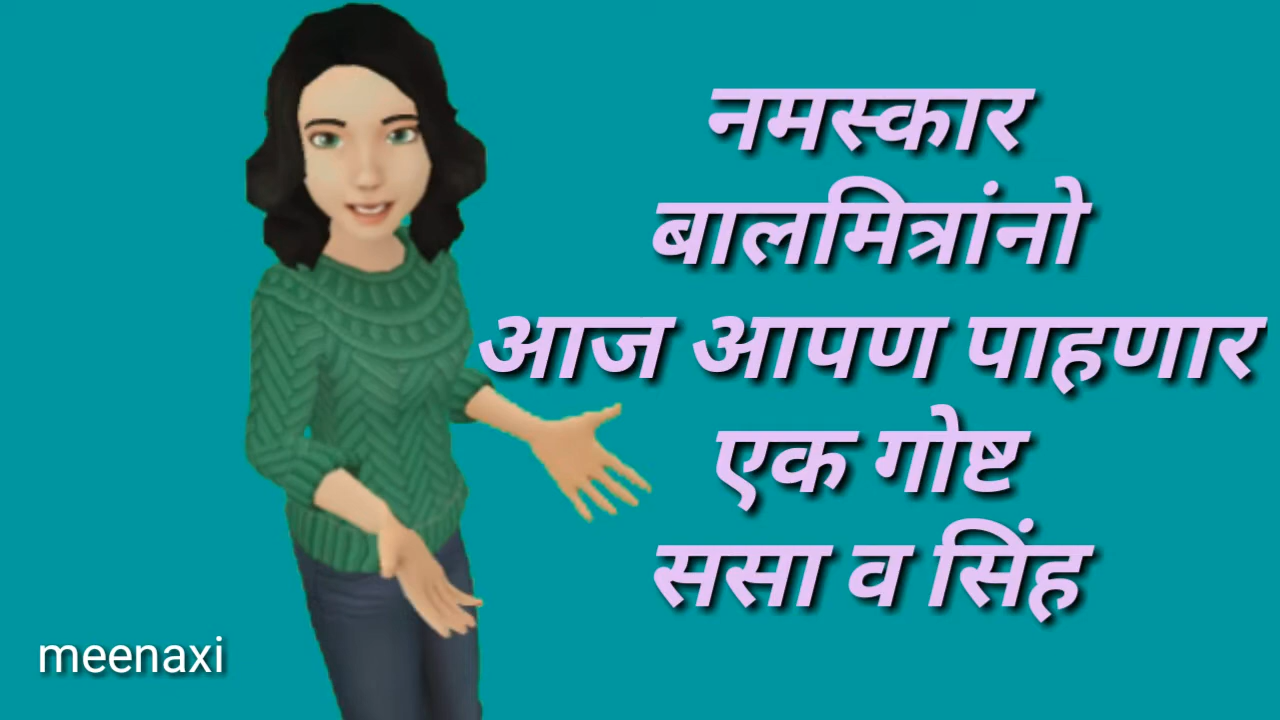 नमस्कार
बालमित्रांनो
आज आपण पाहणार
एक गोष्ट
ससा व सिंह
meenaxi